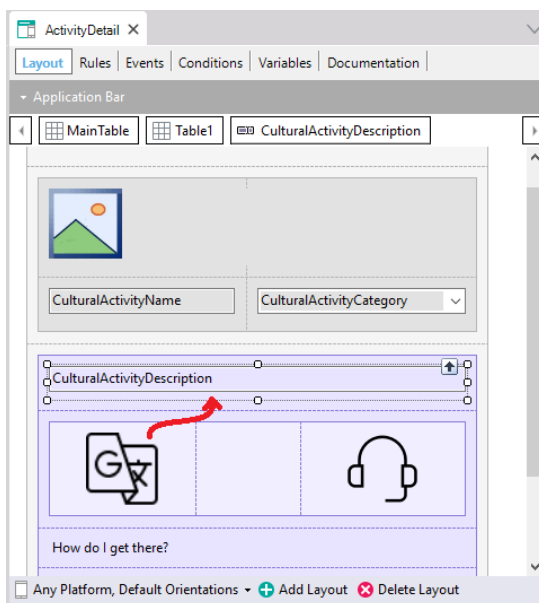 ActivityDetail
Layout Rules Events Conditions Variables Documentation
Application Bar
MainTable Table1 CulturalActivityDescription
CulturalActivityName CulturalActivityCategory
CulturalActivityDescription
G 文
How do I get there?
Any Platform, Default Orientations Add Layout Delete Layout